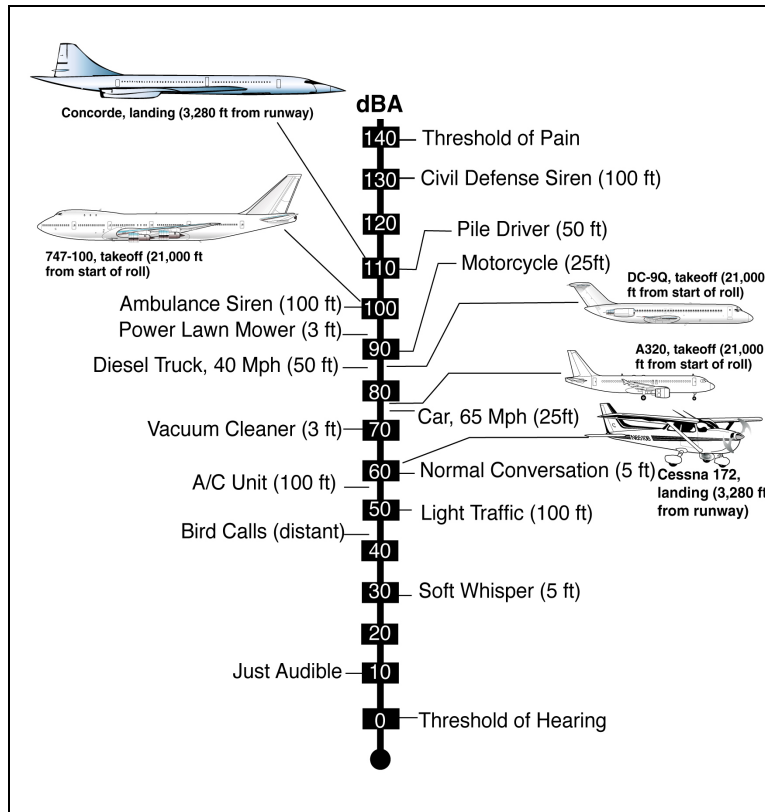 Concorde, landing (3,280 ft from runway)
dBA
140
Threshold of Pain
130
Civil Defense Siren (100 ft)
120
Pile Driver (50 ft)
747-100, takeoff (21,000 ft
from start of roll)
110
Motorcycle (25ft)
DC-9Q, takeoff (21,000
ft from start of roll)
Ambulance Siren (100 ft)
100
Power Lawn Mower (3 ft)
90
A320, takeoff (21,000
ft from start of roll)
Diesel Truck, 40 Mph (50 ft)
80
Car, 65 Mph (25ft)
Vacuum Cleaner (3 ft)
70
N6510B
60
Normal Conversation (5 ft)
Cessna 172,
landing (3,280 ft
from runway)
A/C Unit (100 ft)
50
Light Traffic (100 ft)
Bird Calls (distant)
40
30
Soft Whisper (5 ft)
20
Just Audible
10
0
Threshold of Hearing